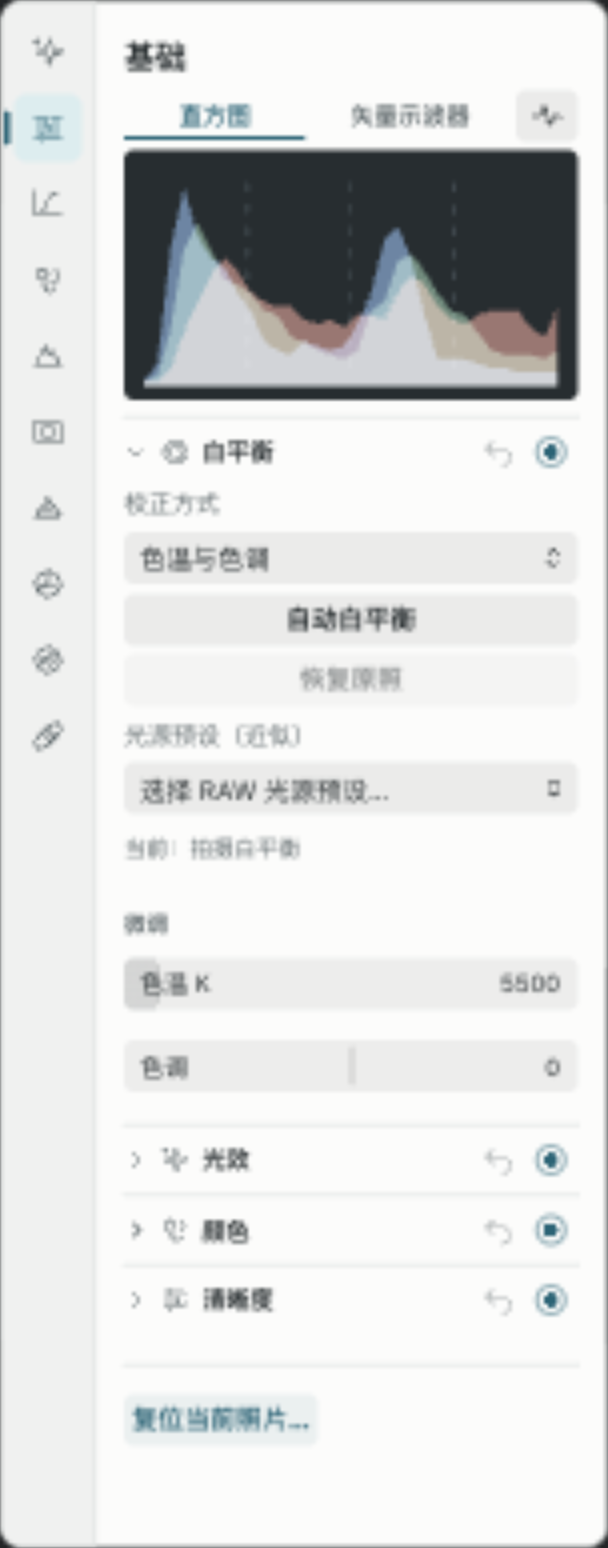 基础
直方图 矢量示波器
白平衡
校正方式
色温与色调
自动白平衡
恢复原照
光源预设（近似）
选择 RAW 光源预设...
当前：拍摄白平衡
微调
色温 K 5500
色调 0
光效
颜色
清晰度
复位当前照片...